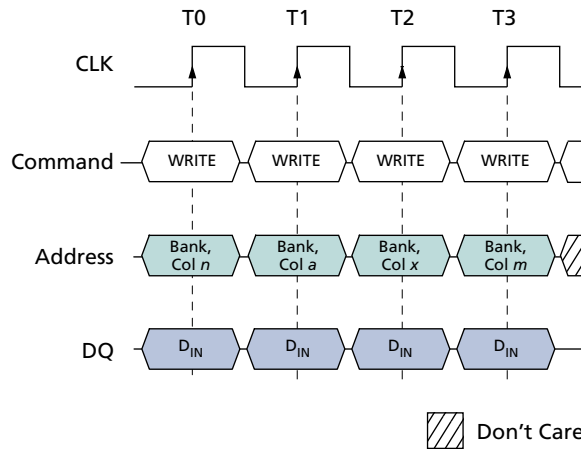 T0 T1 T2 T3
CLK
Command WRITE WRITE WRITE WRITE
Address Bank, Bank, Bank, Bank,
Col n Col a Col x Col m
DQ DIN DIN DIN DIN
Don't Care